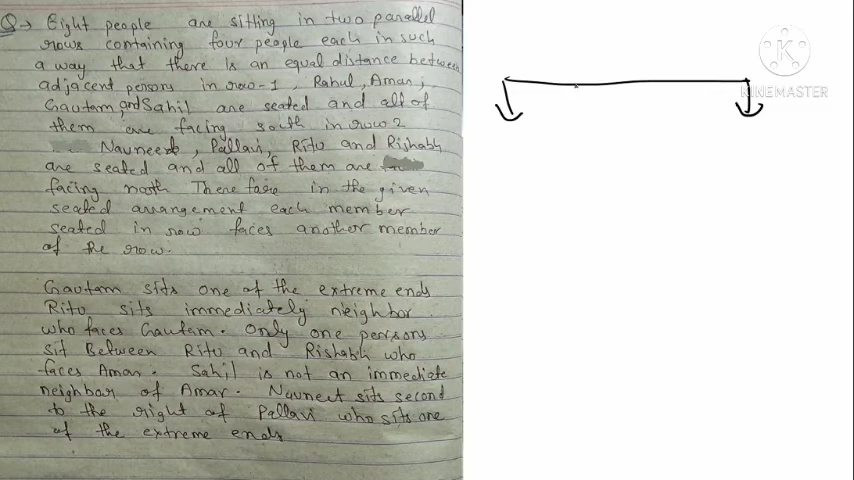 Q→ Eight people are sitting in two parallel
rows containing four people each in such
a way that there is an equal distance between
adjacent persons in row-1, Rahul, Aman,
Gautam, and Sahil are seated and all of
them are facing south in row 2
Navneet, Pallavi, Ritu and Rishabh
are seated and all of them are
facing north There fore in the given
seated arrangement each member
seated in row faces another member
of the row.
Gautam sits one of the extreme ends
Ritu sits immediately neighbor
who faces Gautam. Only one persons
sit Between Ritu and Rishabh who
faces Aman. Sahil is not an immediate
neighbar of Aman. Navneet sits second
to the right of Pallavi who sits one
of the extreme ends
K
KINEMASTER